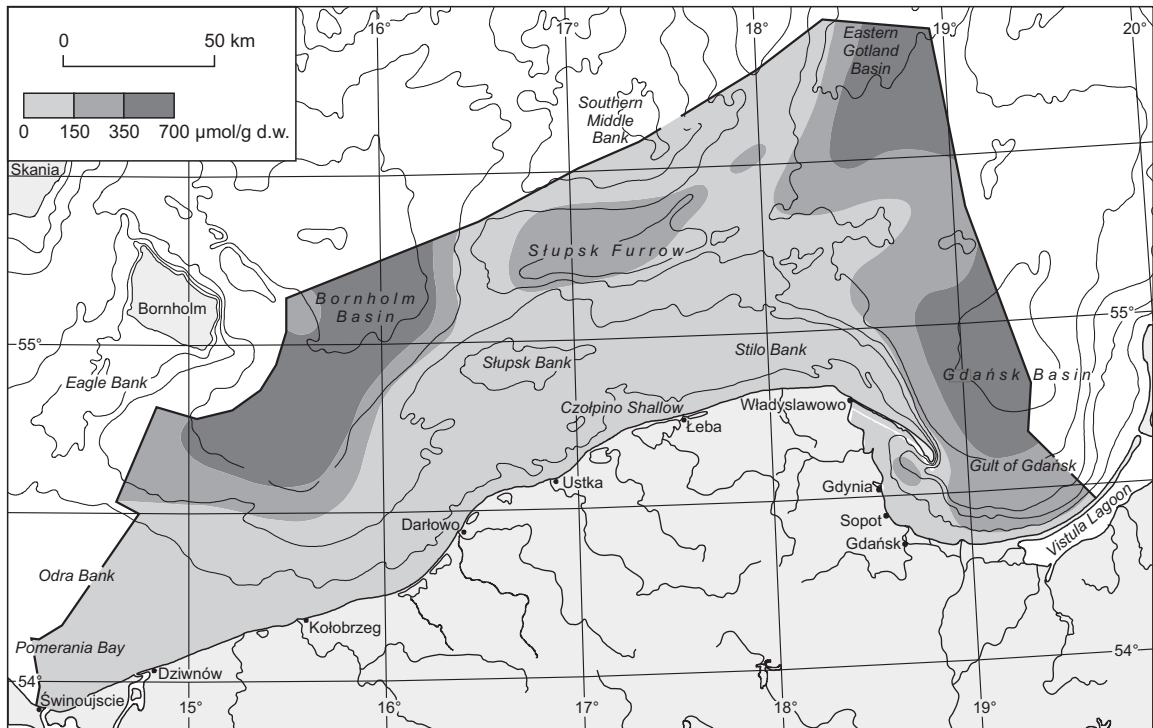 16°
17°
18°
19°
20°
0 50 km
0 150 350 700 µmol/g d.w.
Eastern
Gotland
Basin
Southern
Middle
Bank
Skania
Słupsk Furrow
Bornholm
Basin
Bornholm
55°
55°
Eagle Bank
Słupsk Bank
Stilo Bank
Gdańsk Basin
Czołpino Shallow
Władyslawowo
Łeba
Gult of Gdańsk
Ustka
Gdynia
Darłowo
Sopot
Vistula Lagoon
Gdańsk
Odra Bank
Kołobrzeg
Pomerania Bay
54°
Dziwnów
54°
Świnoujscie
15°
16°
17°
18°
19°